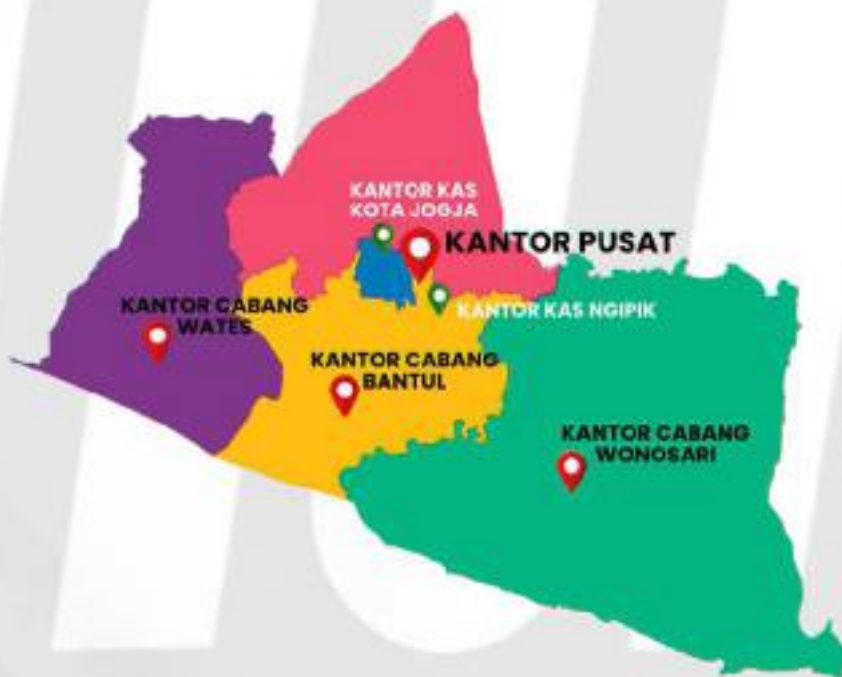 KANTOR KAS
KOTA JOGJA
KANTOR PUSAT
KANTOR CABANG
WATES
KANTOR KAS NGIPIK
KANTOR CABANG
BANTUL
KANTOR CABANG
WONOSARI